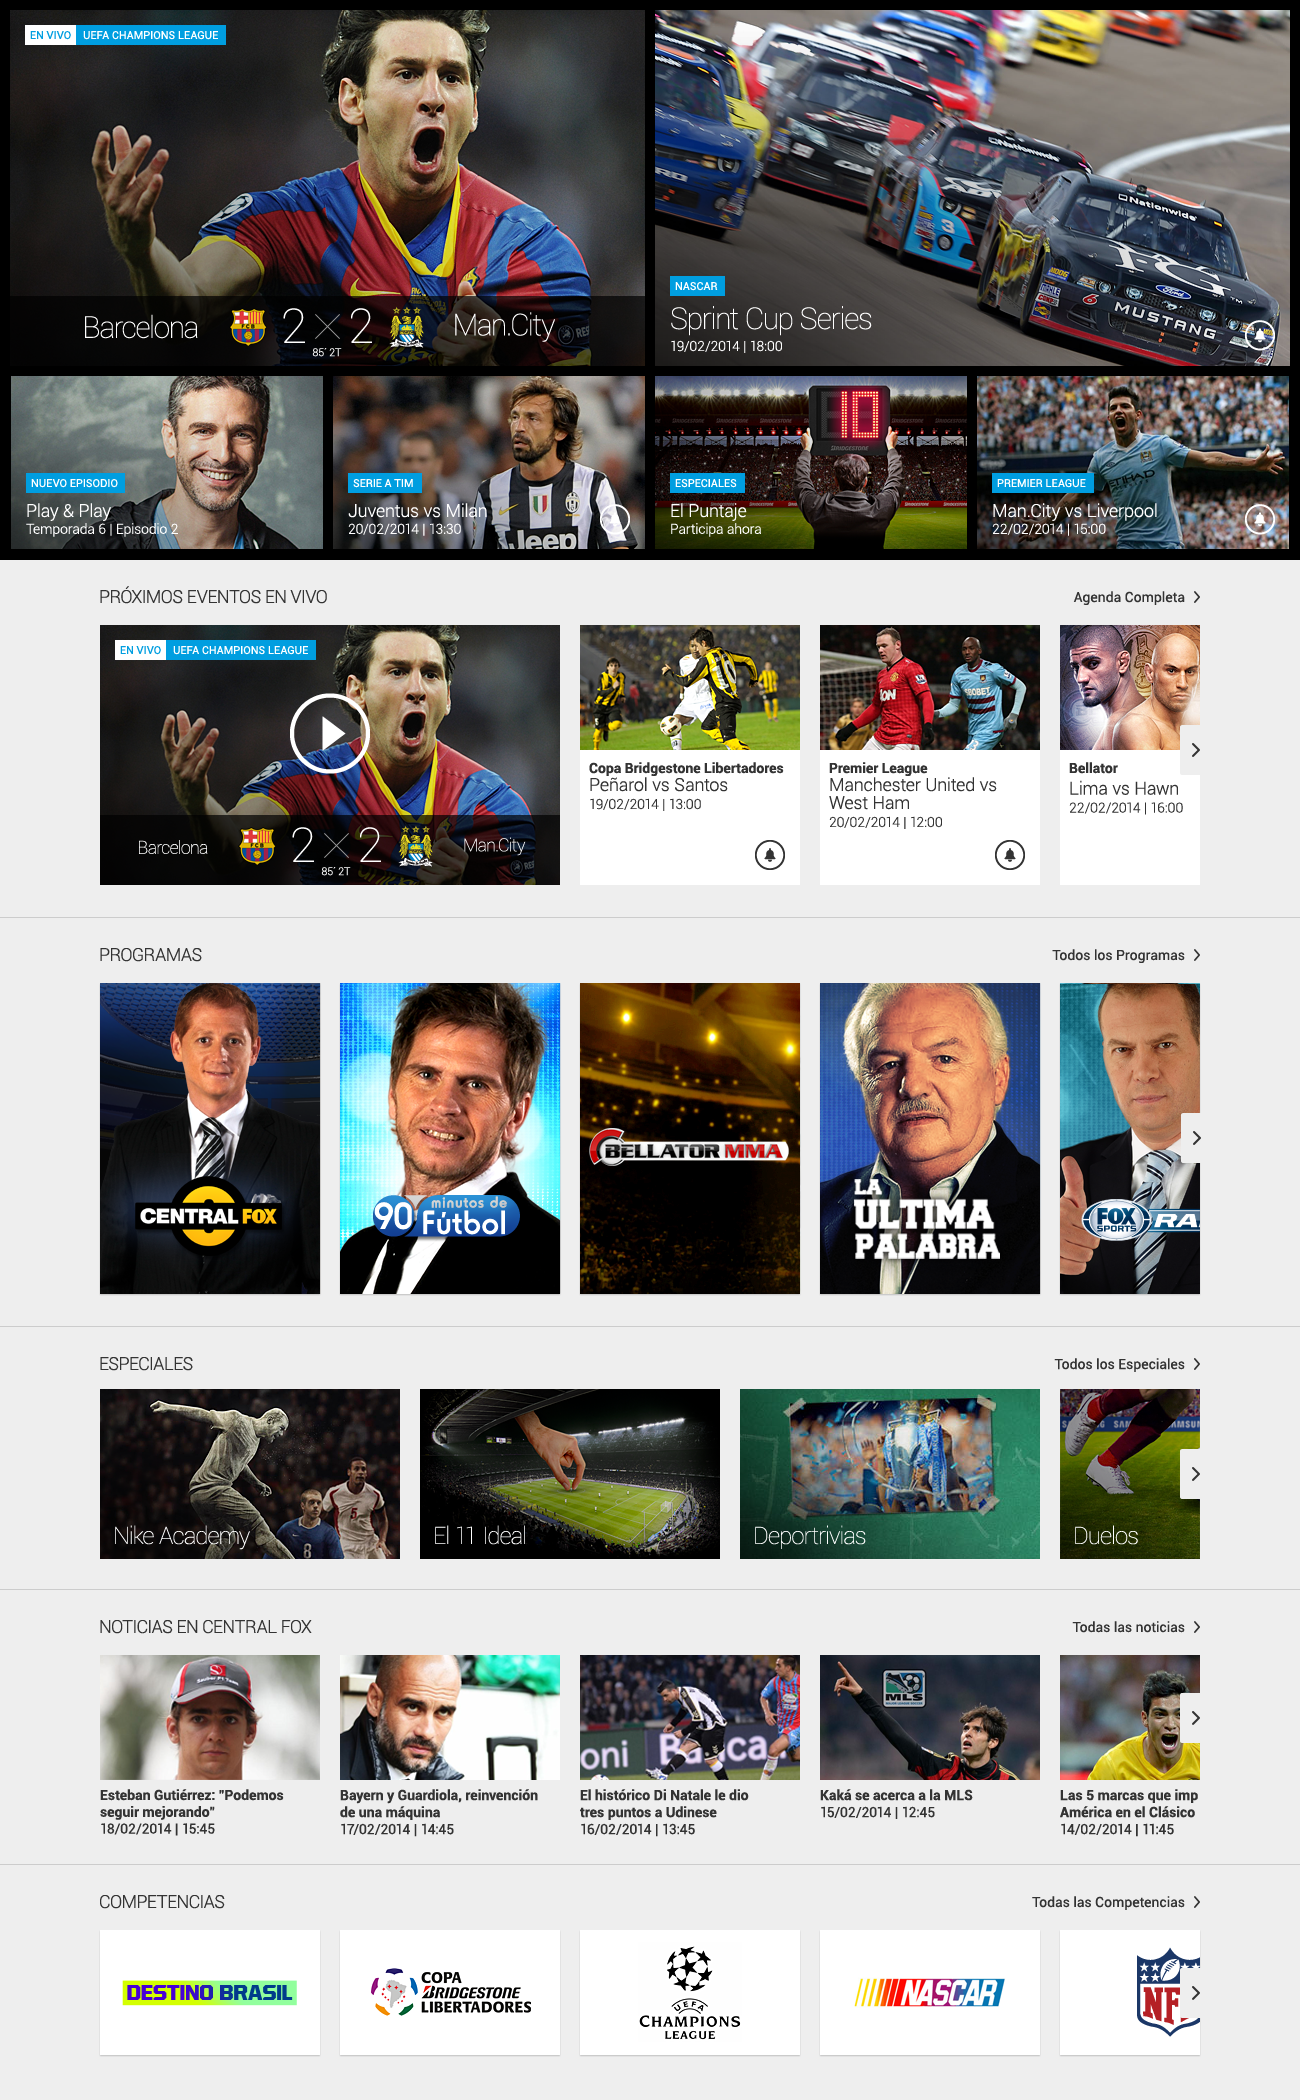 EN VIVO UEFA CHAMPIONS LEAGUE
Barcelona 2 X 2 Man.City
85' 2T
Nationwide
Nationwide
MUSTANG
NASCAR
Sprint Cup Series
19/02/2014 | 18:00
NUEVO EPISODIO
Play & Play
Temporada 6 | Episodio 2
SERIE A TIM
Juventus vs Milan
20/02/2014 | 13:30
Jeep
10
BRIDGESTONE
ESPECIALES
El Puntaje
Participa ahora
PREMIER LEAGUE
Man.City vs Liverpool
22/02/2014 | 15:00
PRÓXIMOS EVENTOS EN VIVO
Agenda Completa
EN VIVO UEFA CHAMPIONS LEAGUE
Barcelona 2 X 2 Man.City
85' 2T
Copa Bridgestone Libertadores
Peñarol vs Santos
19/02/2014 | 13:00
Premier League
Manchester United vs
West Ham
20/02/2014 | 12:00
Bellator
Lima vs Hawn
22/02/2014 | 16:00
PROGRAMAS
Todos los Programas
CENTRAL FOX
90 minutos de
Fútbol
BELLATOR MMA
LA
ÚLTIMA
PALABRA
FOX
SPORTS
RA
ESPECIALES
Todos los Especiales
Nike Academy
El 11 Ideal
Deportrivias
Duelos
NOTICIAS EN CENTRAL FOX
Todas las noticias
Esteban Gutiérrez: "Podemos
seguir mejorando"
18/02/2014 | 15:45
Bayern y Guardiola, reinvención
de una máquina
17/02/2014 | 14:45
El histórico Di Natale le dio
tres puntos a Udinese
16/02/2014 | 13:45
MLS
Kaká se acerca a la MLS
15/02/2014 | 12:45
Las 5 marcas que imp
América en el Clásico
14/02/2014 | 11:45
COMPETENCIAS
Todas las Competencias
DESTINO BRASIL
COPA
BRIDGESTONE
LIBERTADORES
UEFA
CHAMPIONS
LEAGUE
NASCAR
NF